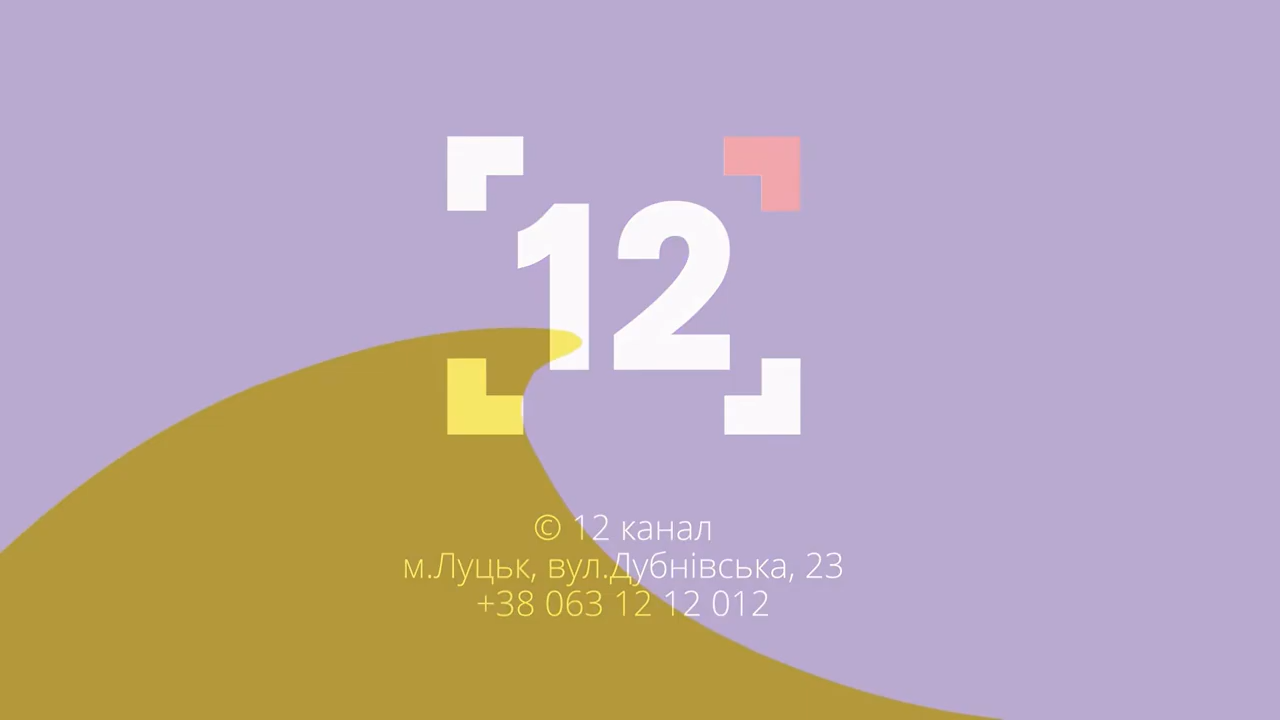 12
© 12 канал
м.Луцьк, вул.Дубнівська, 23
+38 063 12 12 012